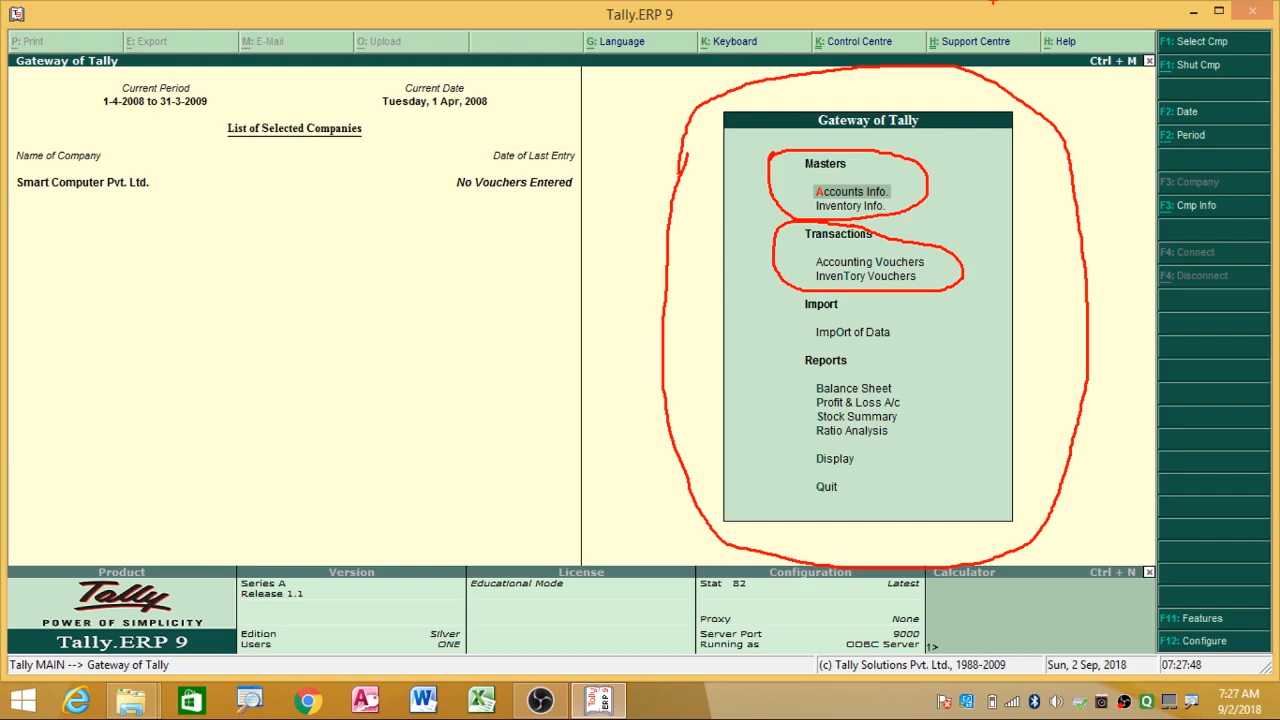 Tally.ERP 9
P: Print E: Export M: E-Mail O: Upload G: Language K: Keyboard K: Control Centre H: Support Centre H: Help
Gateway of Tally Ctrl + M
Current Period Current Date
1-4-2008 to 31-3-2009 Tuesday, 1 Apr, 2008
List of Selected Companies
Name of Company Date of Last Entry
Smart Computer Pvt. Ltd. No Vouchers Entered
Gateway of Tally
Masters
Accounts Info.
Inventory Info.
Transactions
Accounting Vouchers
InvenTory Vouchers
Import
ImpOrt of Data
Reports
Balance Sheet
Profit & Loss A/c
Stock Summary
Ratio Analysis
Display
Quit
F1: Select Cmp
F1: Shut Cmp
F2: Date
F2: Period
F3: Company
F3: Cmp Info
F4: Connect
F4: Disconnect
F11: Features
F12: Configure
Product
Tally
POWER OF SIMPLICITY
Tally.ERP 9
Version
Series A
Release 1.1
Edition Silver
Users ONE
License
Educational Mode
Configuration
Stat 82 Latest
Proxy None
Server Port 9000
Running as ODBC Server
Calculator Ctrl + N
1>
Tally MAIN --> Gateway of Tally (c) Tally Solutions Pvt. Ltd., 1988-2009 Sun, 2 Sep, 2018 07:27:48
7:27 AM
9/2/2018